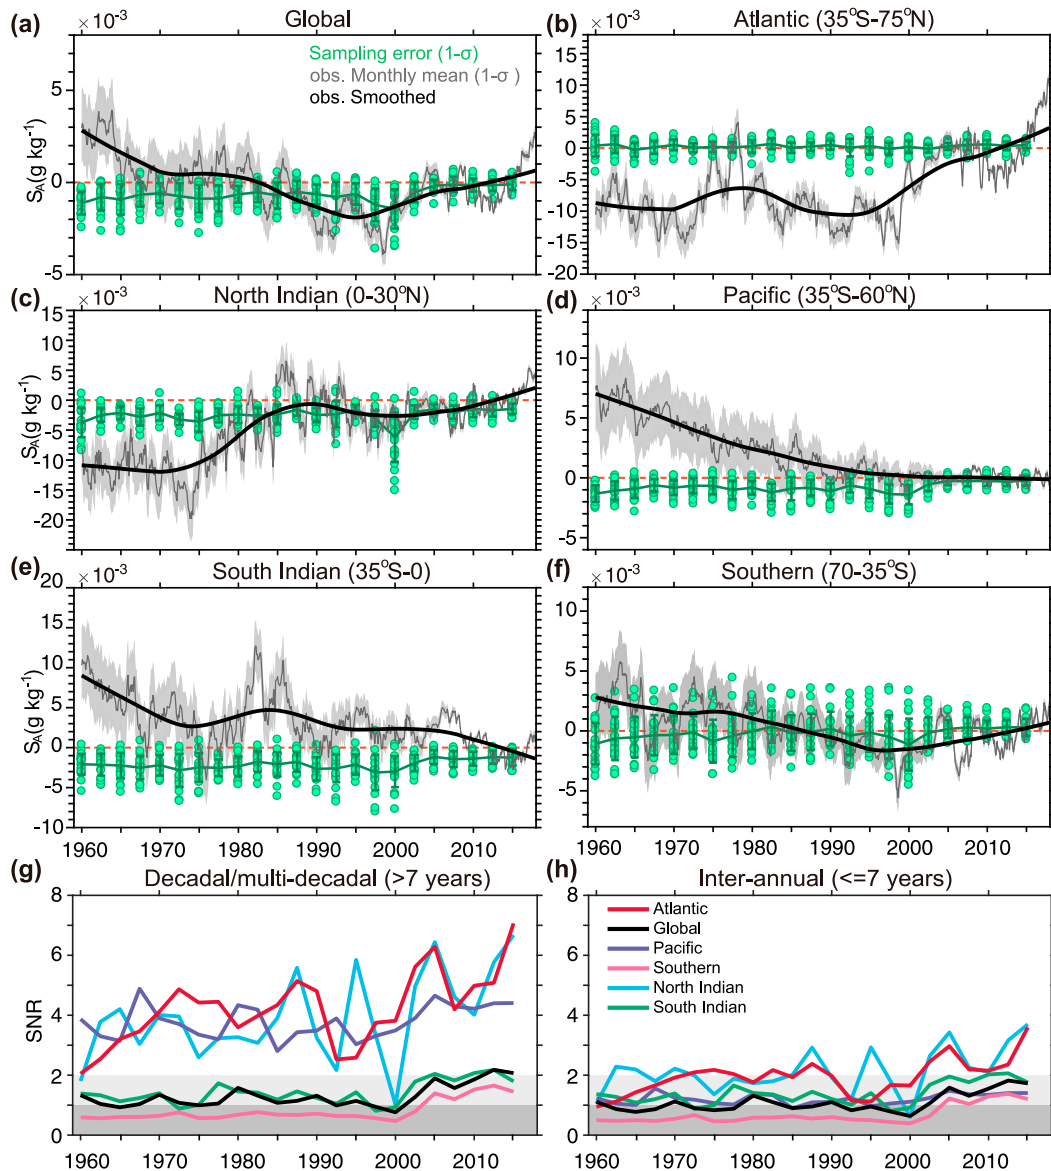 (a) × 10⁻³ Global
Sampling error (1-σ)
obs. Monthly mean (1-σ )
obs. Smoothed
S_A(g kg⁻¹)
5
0
-5
(b) × 10⁻³ Atlantic (35°S-75°N)
15
10
5
0
-5
-10
-15
-20
(c) × 10⁻³ North Indian (0-30°N)
S_A(g kg⁻¹)
15
10
5
0
-5
-10
-15
-20
(d) × 10⁻³ Pacific (35°S-60°N)
10
5
0
-5
(e) × 10⁻³ South Indian (35°S-0)
S_A(g kg⁻¹)
20
15
10
5
0
-5
-10
1960 1970 1980 1990 2000 2010
(f) × 10⁻³ Southern (70-35°S)
10
5
0
-5
1960 1970 1980 1990 2000 2010
(g) Decadal/multi-decadal (>7 years)
SNR
8
6
4
2
0
1960 1970 1980 1990 2000 2010
(h) Inter-annual (<=7 years)
Atlantic
Global
Pacific
Southern
North Indian
South Indian
8
6
4
2
0
1960 1970 1980 1990 2000 2010